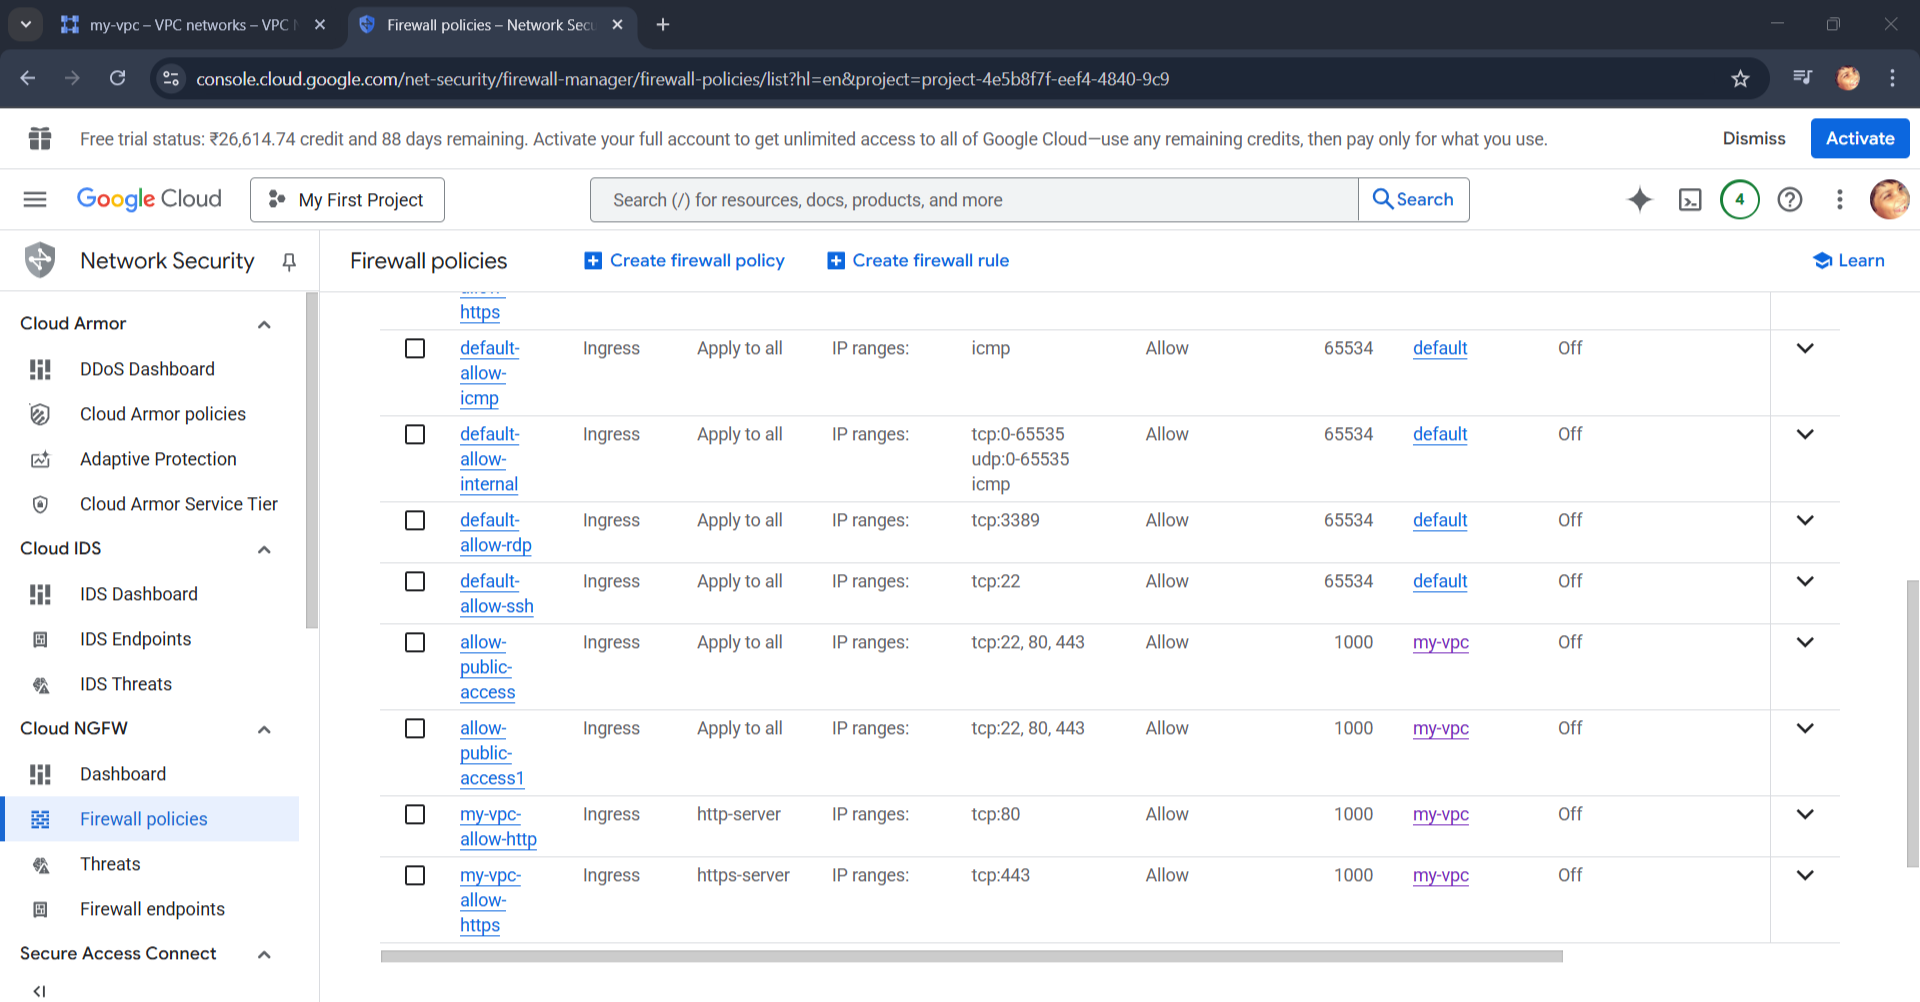 my-vpc – VPC networks – VPC
Firewall policies – Network Secu
console.cloud.google.com/net-security/firewall-manager/firewall-policies/list?hl=en&project=project-4e5b8f7f-eef4-4840-9c9
Free trial status: ₹26,614.74 credit and 88 days remaining. Activate your full account to get unlimited access to all of Google Cloud—use any remaining credits, then pay only for what you use.
Dismiss
Activate
Google Cloud
My First Project
Search (/) for resources, docs, products, and more
Search
4
Network Security
Firewall policies
Create firewall policy
Create firewall rule
Learn
Cloud Armor
DDoS Dashboard
Cloud Armor policies
Adaptive Protection
Cloud Armor Service Tier
Cloud IDS
IDS Dashboard
IDS Endpoints
IDS Threats
Cloud NGFW
Dashboard
Firewall policies
Threats
Firewall endpoints
Secure Access Connect
https
default- Ingress Apply to all IP ranges: icmp Allow 65534 default Off
allow-
icmp
default- Ingress Apply to all IP ranges: tcp:0-65535 Allow 65534 default Off
allow- udp:0-65535
internal icmp
default- Ingress Apply to all IP ranges: tcp:3389 Allow 65534 default Off
allow-rdp
default- Ingress Apply to all IP ranges: tcp:22 Allow 65534 default Off
allow-ssh
allow- Ingress Apply to all IP ranges: tcp:22, 80, 443 Allow 1000 my-vpc Off
public-
access
allow- Ingress Apply to all IP ranges: tcp:22, 80, 443 Allow 1000 my-vpc Off
public-
access1
my-vpc- Ingress http-server IP ranges: tcp:80 Allow 1000 my-vpc Off
allow-http
my-vpc- Ingress https-server IP ranges: tcp:443 Allow 1000 my-vpc Off
allow-
https